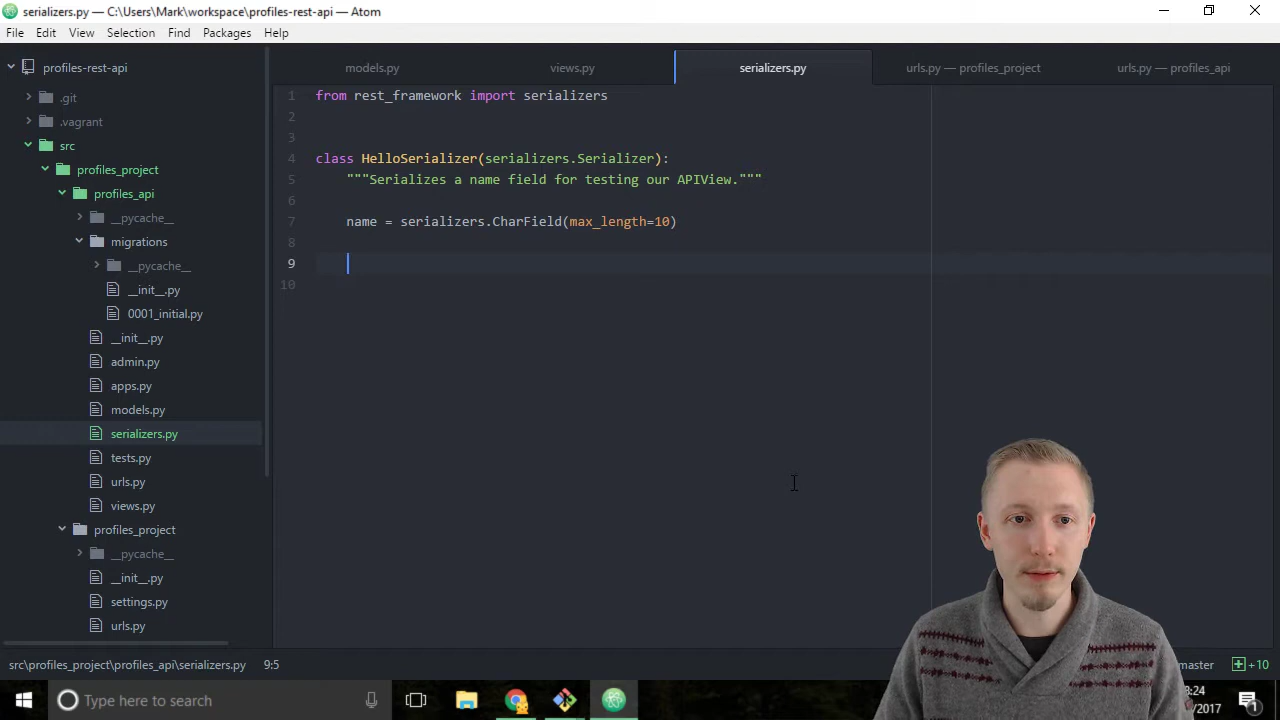 serializers.py — C:\Users\Mark\workspace\profiles-rest-api — Atom
File Edit View Selection Find Packages Help
profiles-rest-api
.git
.vagrant
src
profiles_project
profiles_api
__pycache__
migrations
__pycache__
__init__.py
0001_initial.py
__init__.py
admin.py
apps.py
models.py
serializers.py
tests.py
urls.py
views.py
profiles_project
__pycache__
__init__.py
settings.py
urls.py
models.py views.py serializers.py urls.py — profiles_project urls.py — profiles_api
1 from rest_framework import serializers
2
3
4 class HelloSerializer(serializers.Serializer):
5 """Serializes a name field for testing our APIView."""
6
7 name = serializers.CharField(max_length=10)
8
9
10
src\profiles_project\profiles_api\serializers.py 9:5 master +10
Type here to search
:24
/2017
1